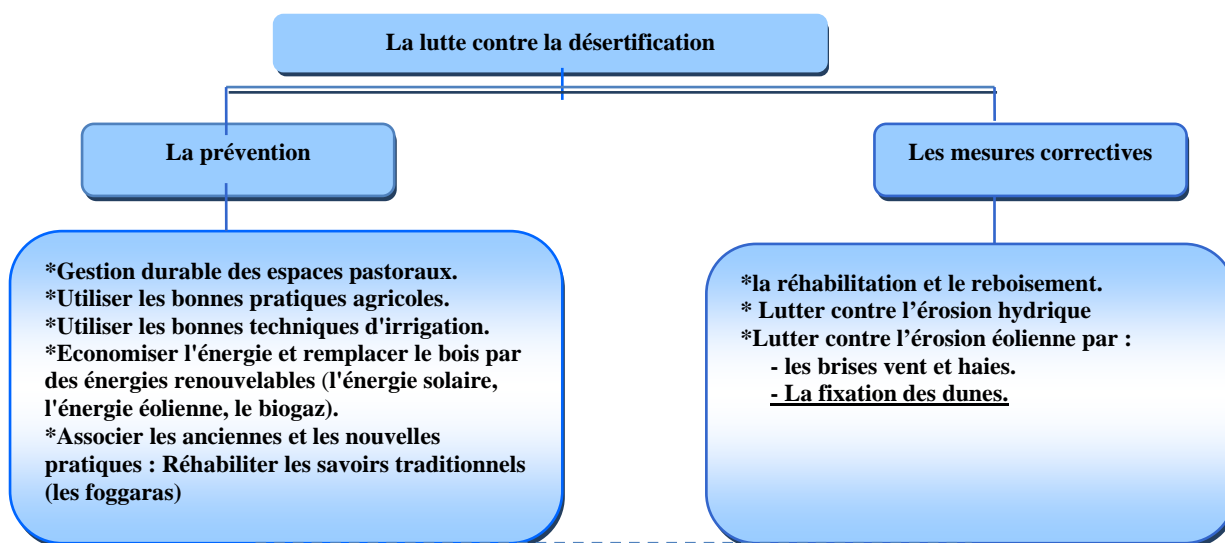 La lutte contre la désertification
La prévention
Les mesures correctives
*Gestion durable des espaces pastoraux.
*Utiliser les bonnes pratiques agricoles.
*Utiliser les bonnes techniques d'irrigation.
*Economiser l'énergie et remplacer le bois par
des énergies renouvelables (l'énergie solaire,
l'énergie éolienne, le biogaz).
*Associer les anciennes et les nouvelles
pratiques : Réhabiliter les savoirs traditionnels
(les foggaras)
*la réhabilitation et le reboisement.
* Lutter contre l’érosion hydrique
*Lutter contre l’érosion éolienne par :
- les brises vent et haies.
- La fixation des dunes.